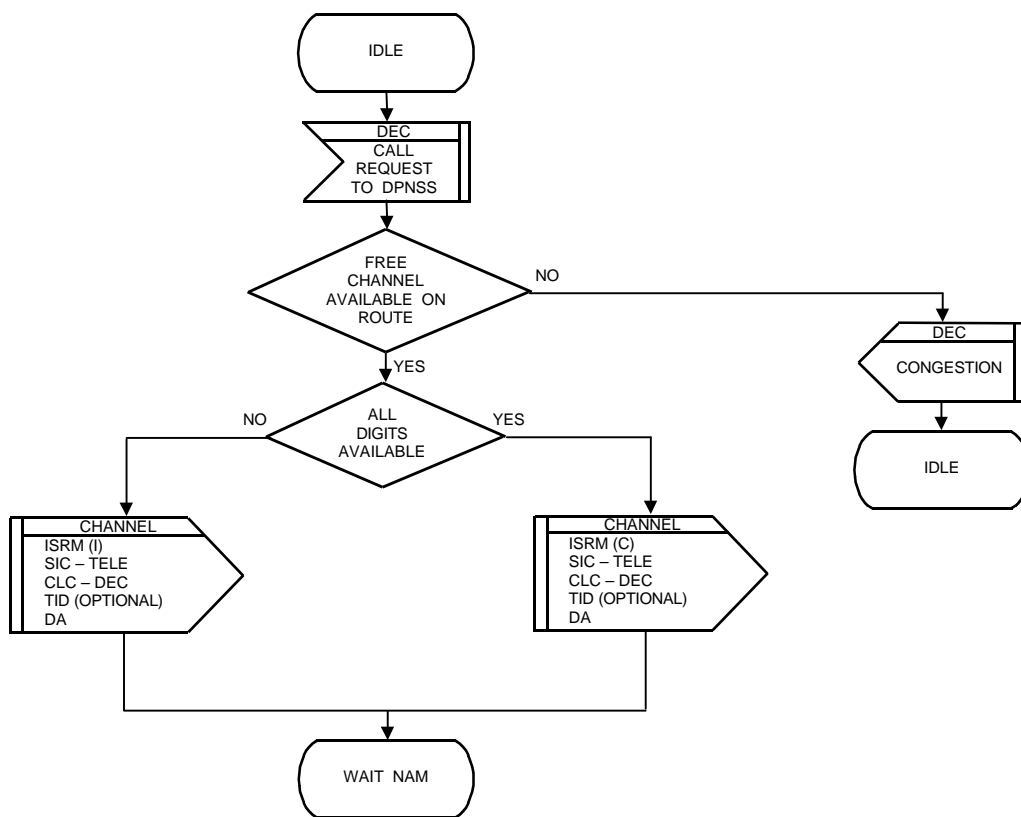 IDLE
DEC
CALL
REQUEST
TO DPNSS
FREE
CHANNEL
AVAILABLE ON
ROUTE
NO
YES
DEC
CONGESTION
IDLE
ALL
DIGITS
AVAILABLE
NO
YES
CHANNEL
ISRM (I)
SIC – TELE
CLC – DEC
TID (OPTIONAL)
DA
CHANNEL
ISRM (C)
SIC – TELE
CLC – DEC
TID (OPTIONAL)
DA
WAIT NAM